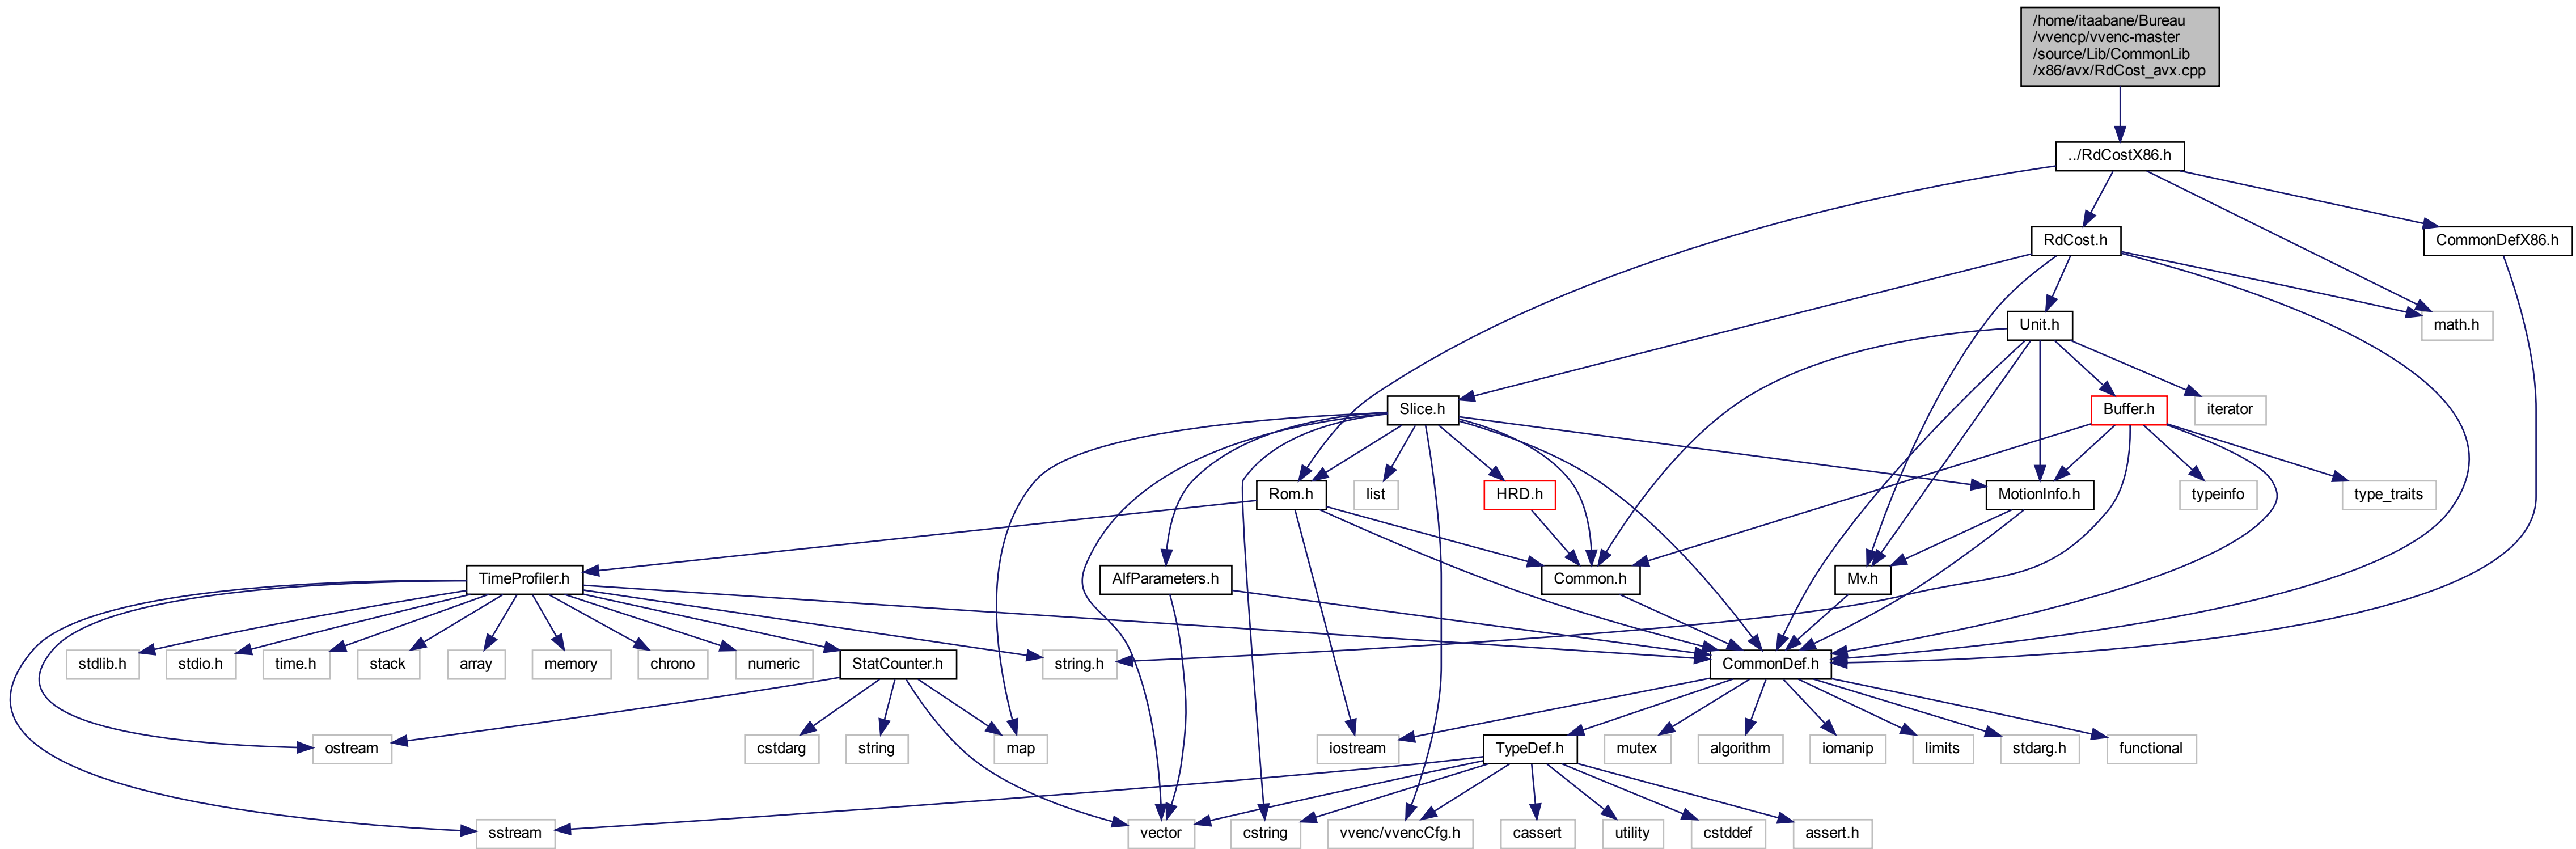 /home/itaabane/Bureau
/vvencp/vvenc-master
/source/Lib/CommonLib
/x86/avx/RdCost_avx.cpp
../RdCostX86.h
RdCost.h
CommonDefX86.h
Unit.h
math.h
Slice.h
Buffer.h
iterator
Rom.h
list
HRD.h
MotionInfo.h
typeinfo
type_traits
TimeProfiler.h
AlfParameters.h
Common.h
Mv.h
stdlib.h
stdio.h
time.h
stack
array
memory
chrono
numeric
StatCounter.h
string.h
CommonDef.h
ostream
cstdarg
string
map
iostream
TypeDef.h
mutex
algorithm
iomanip
limits
stdarg.h
functional
sstream
vector
cstring
vvenc/vvencCfg.h
cassert
utility
cstddef
assert.h